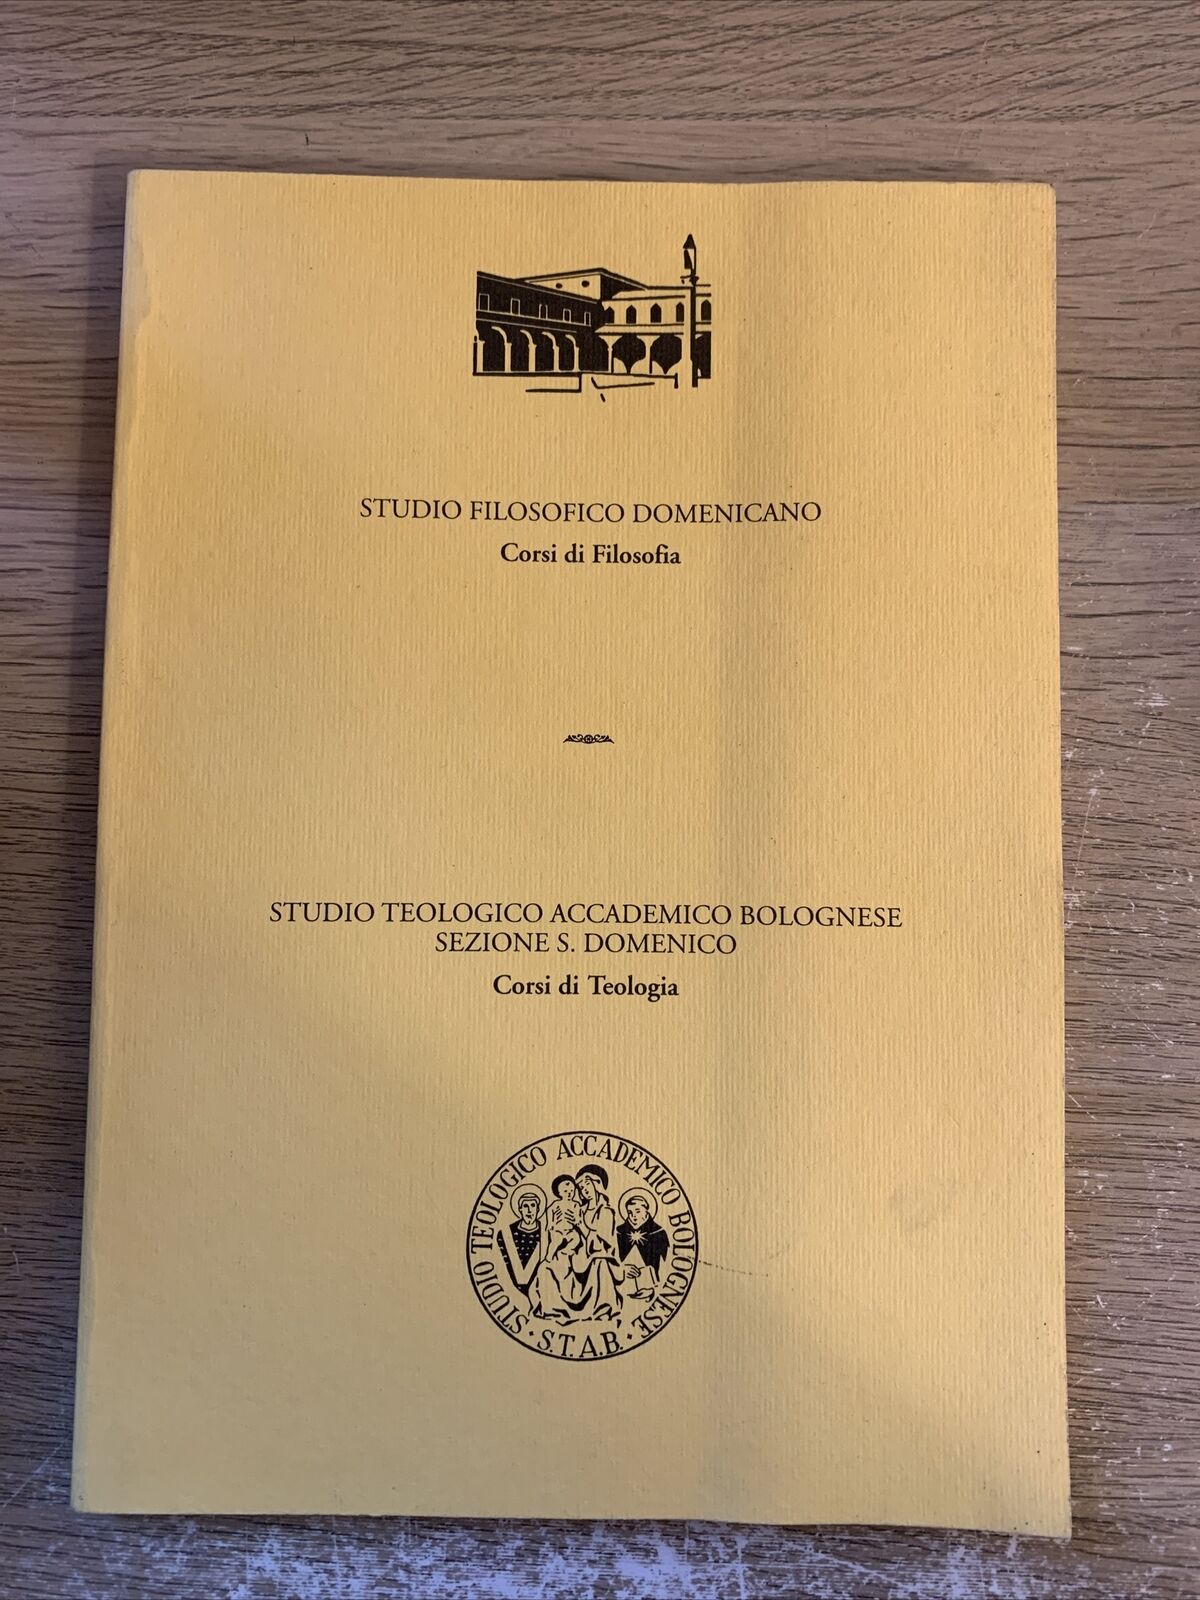 STUDIO FILOSOFICO DOMENICANO
Corsi di Filosofia
STUDIO TEOLOGICO ACCADEMICO BOLOGNESE
SEZIONE S. DOMENICO
Corsi di Teologia
STUDIO TEOLOGICO ACCADEMICO BOLOGNESE
· S.T.A.B. ·